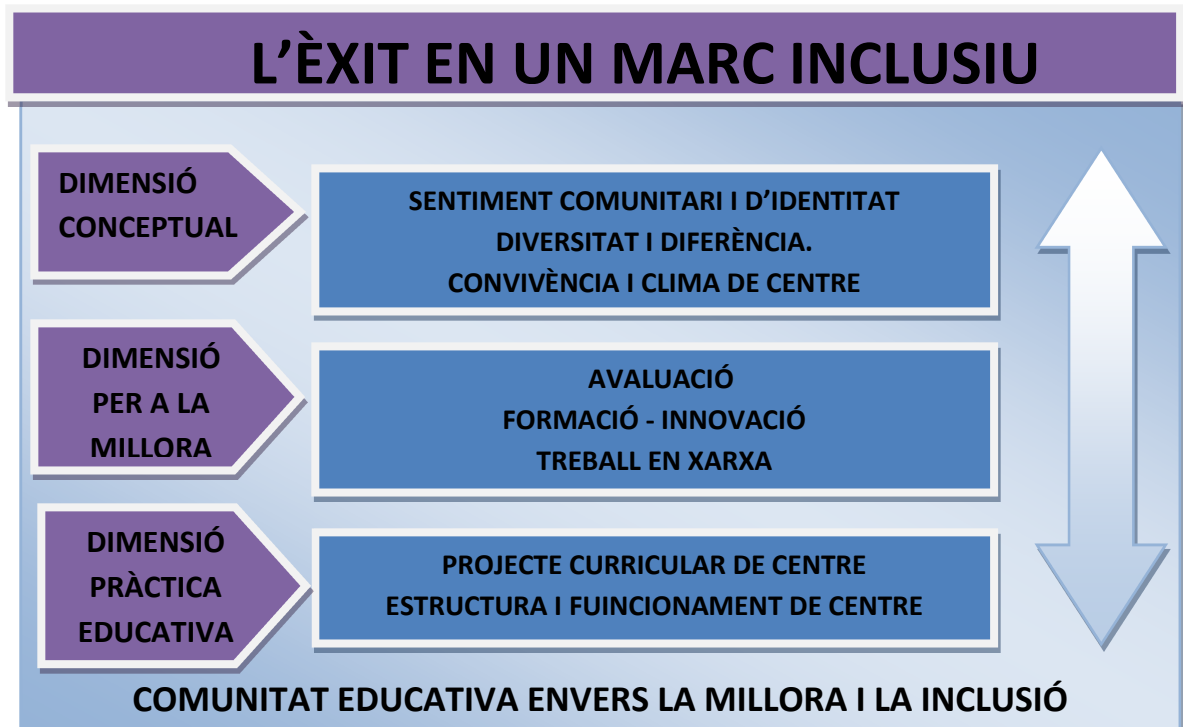 L'ÈXIT EN UN MARC INCLUSIU
DIMENSIÓ
CONCEPTUAL
SENTIMENT COMUNITARI I D'IDENTITAT
DIVERSITAT I DIFERÈNCIA.
CONVIVÈNCIA I CLIMA DE CENTRE
DIMENSIÓ
PER A LA
MILLORA
AVALUACIÓ
FORMACIÓ - INNOVACIÓ
TREBALL EN XARXA
DIMENSIÓ
PRÀCTICA
EDUCATIVA
PROJECTE CURRICULAR DE CENTRE
ESTRUCTURA I FUINCIONAMENT DE CENTRE
COMUNITAT EDUCATIVA ENVERS LA MILLORA I LA INCLUSIÓ